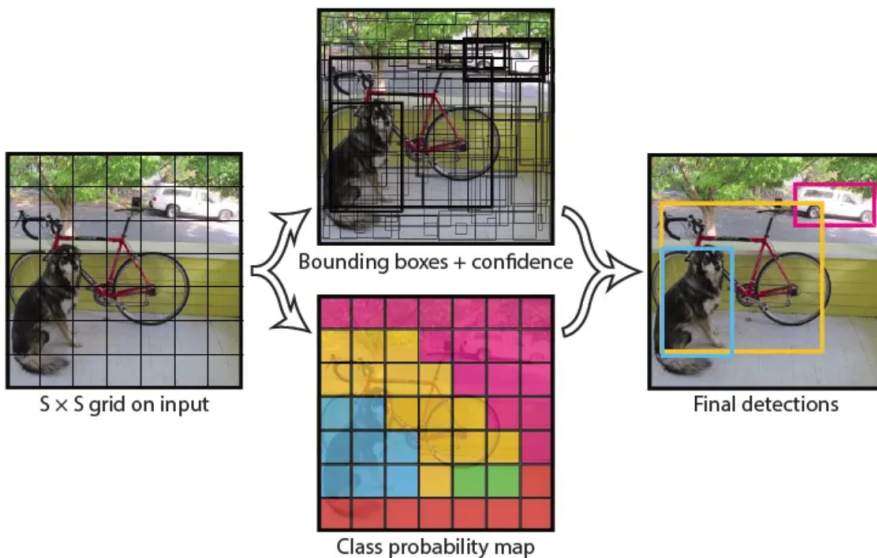 S × S grid on input
Bounding boxes + confidence
Class probability map
Final detections